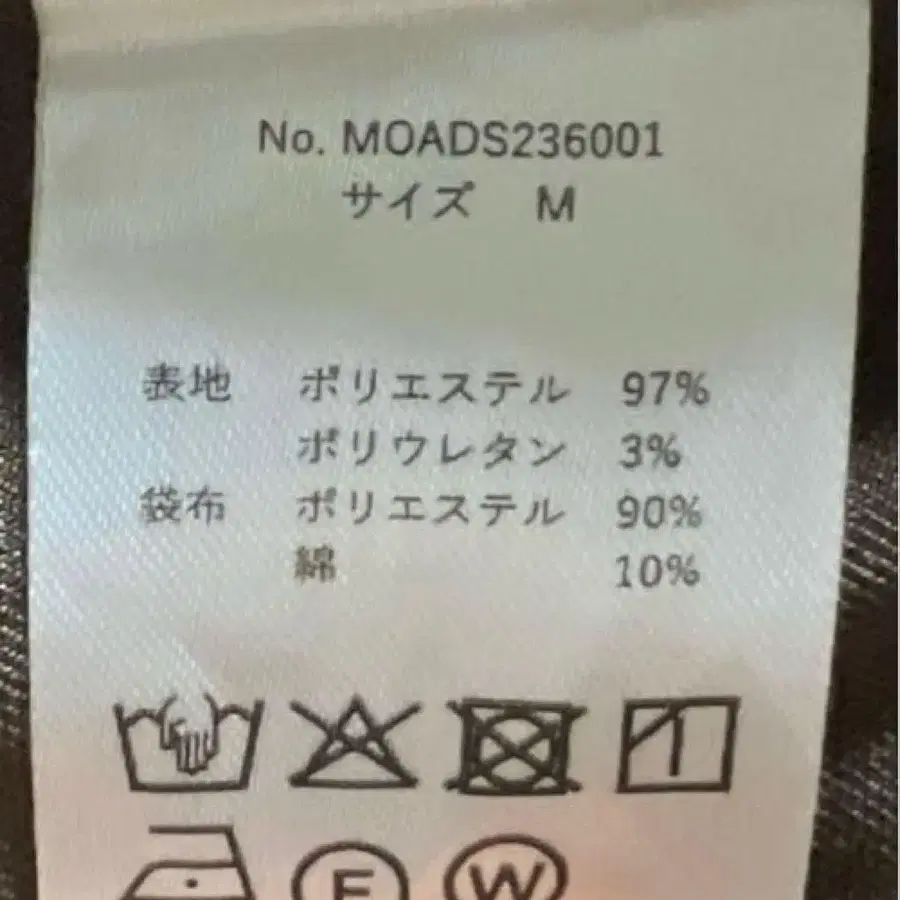 No. MOADS236001
サイズ M
表地 ポリエステル 97%
ポリウレタン 3%
袋布 ポリエステル 90%
綿 10%
F W